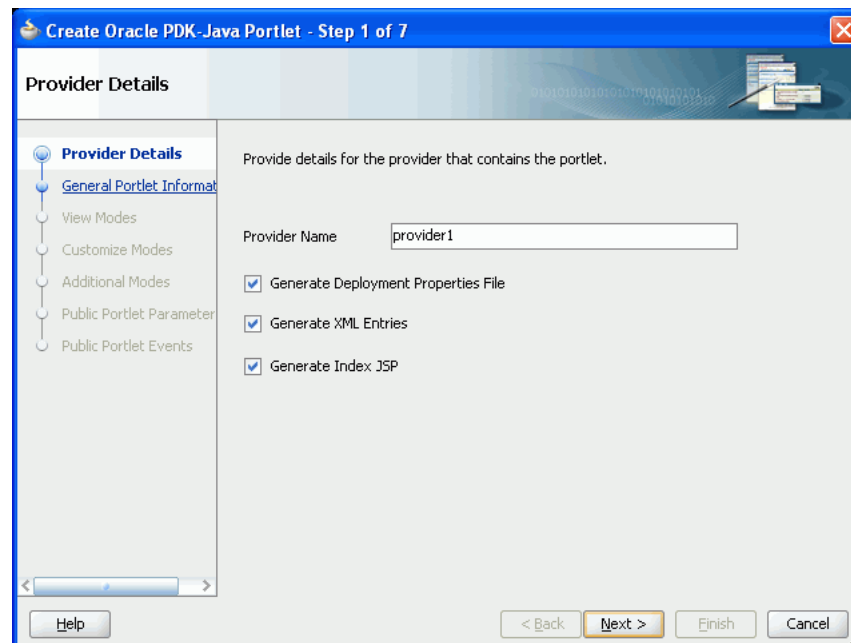 Create Oracle PDK-Java Portlet - Step 1 of 7
Provider Details
Provider Details
General Portlet Informat
View Modes
Customize Modes
Additional Modes
Public Portlet Parameter
Public Portlet Events
Provide details for the provider that contains the portlet.
Provider Name provider1
Generate Deployment Properties File
Generate XML Entries
Generate Index JSP
Help < Back Next > Finish Cancel